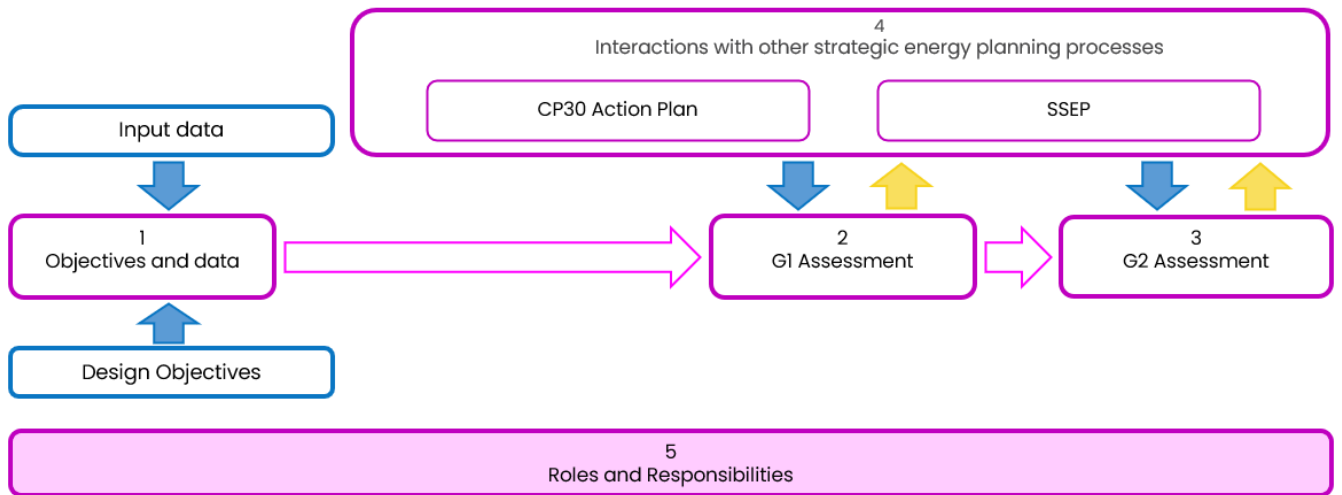 4
Interactions with other strategic energy planning processes
CP30 Action Plan
SSEP
Input data
1
Objectives and data
2
G1 Assessment
3
G2 Assessment
Design Objectives
5
Roles and Responsibilities